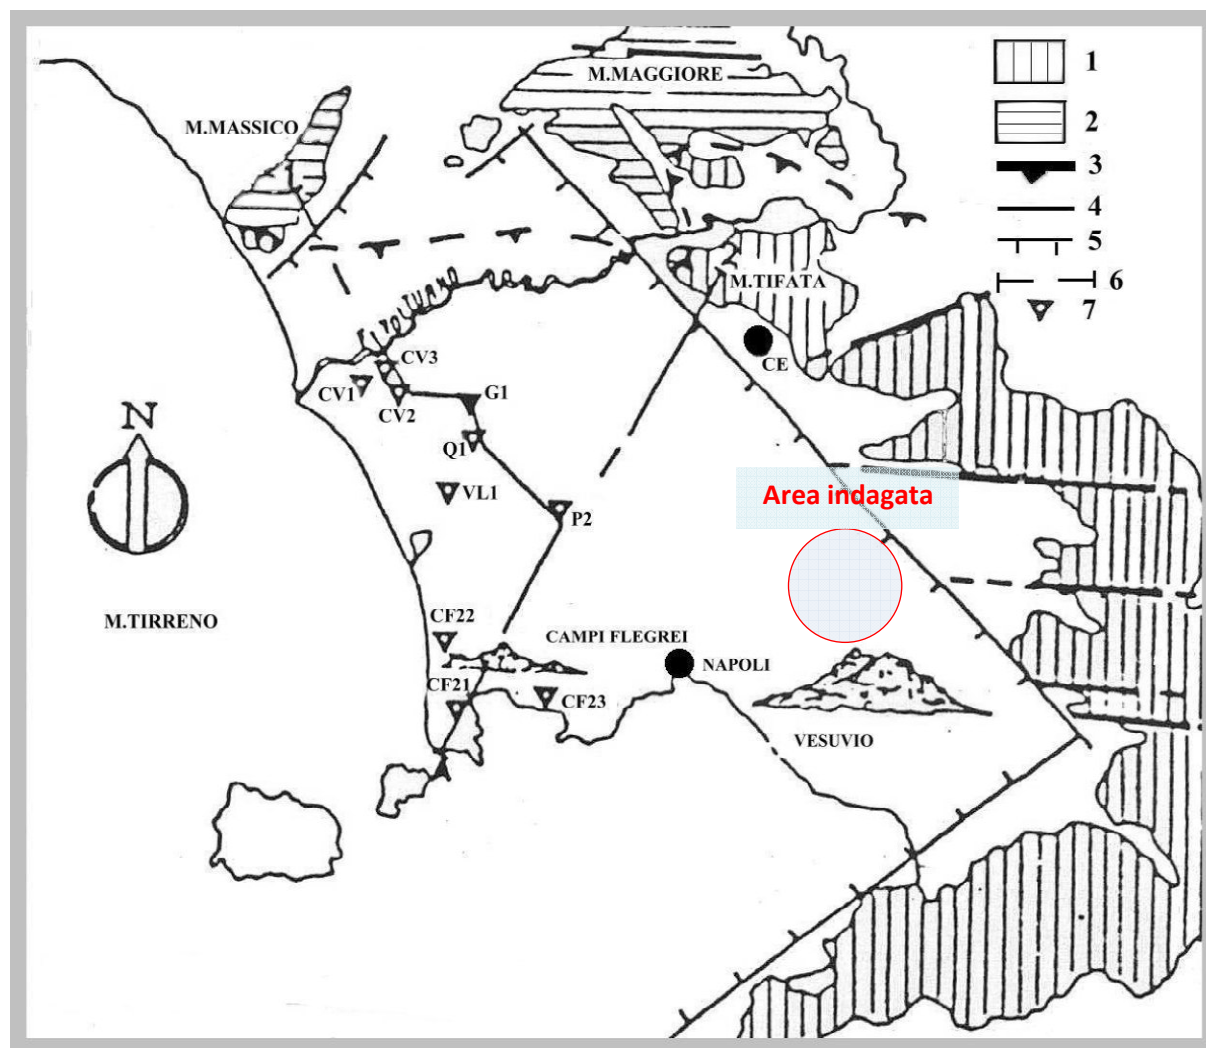 1
M.MAGGIORE
2
M.MASSICO
3
4
5
6
M.TIFATA
7
CV3
CE
CV1
G1
CV2
N
Q1
Area indagata
VL1
P2
M.TIRRENO
CF22
CAMPI FLEGREI
NAPOLI
CF21
CF23
VESUVIO